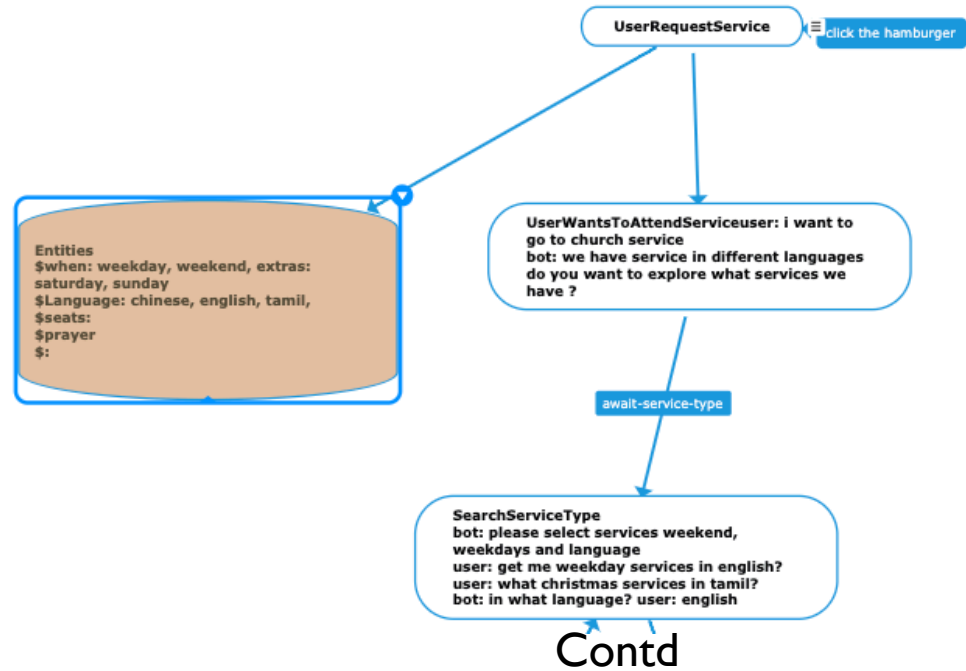 UserRequestService
click the hamburger
Entities
$when: weekday, weekend, extras:
saturday, sunday
$Language: chinese, english, tamil,
$seats:
$prayer
$:
UserWantsToAttendServiceuser: i want to
go to church service
bot: we have service in different languages
do you want to explore what services we
have ?
await-service-type
SearchServiceType
bot: please select services weekend,
weekdays and language
user: get me weekday services in english?
user: what christmas services in tamil?
bot: in what language? user: english
Contd